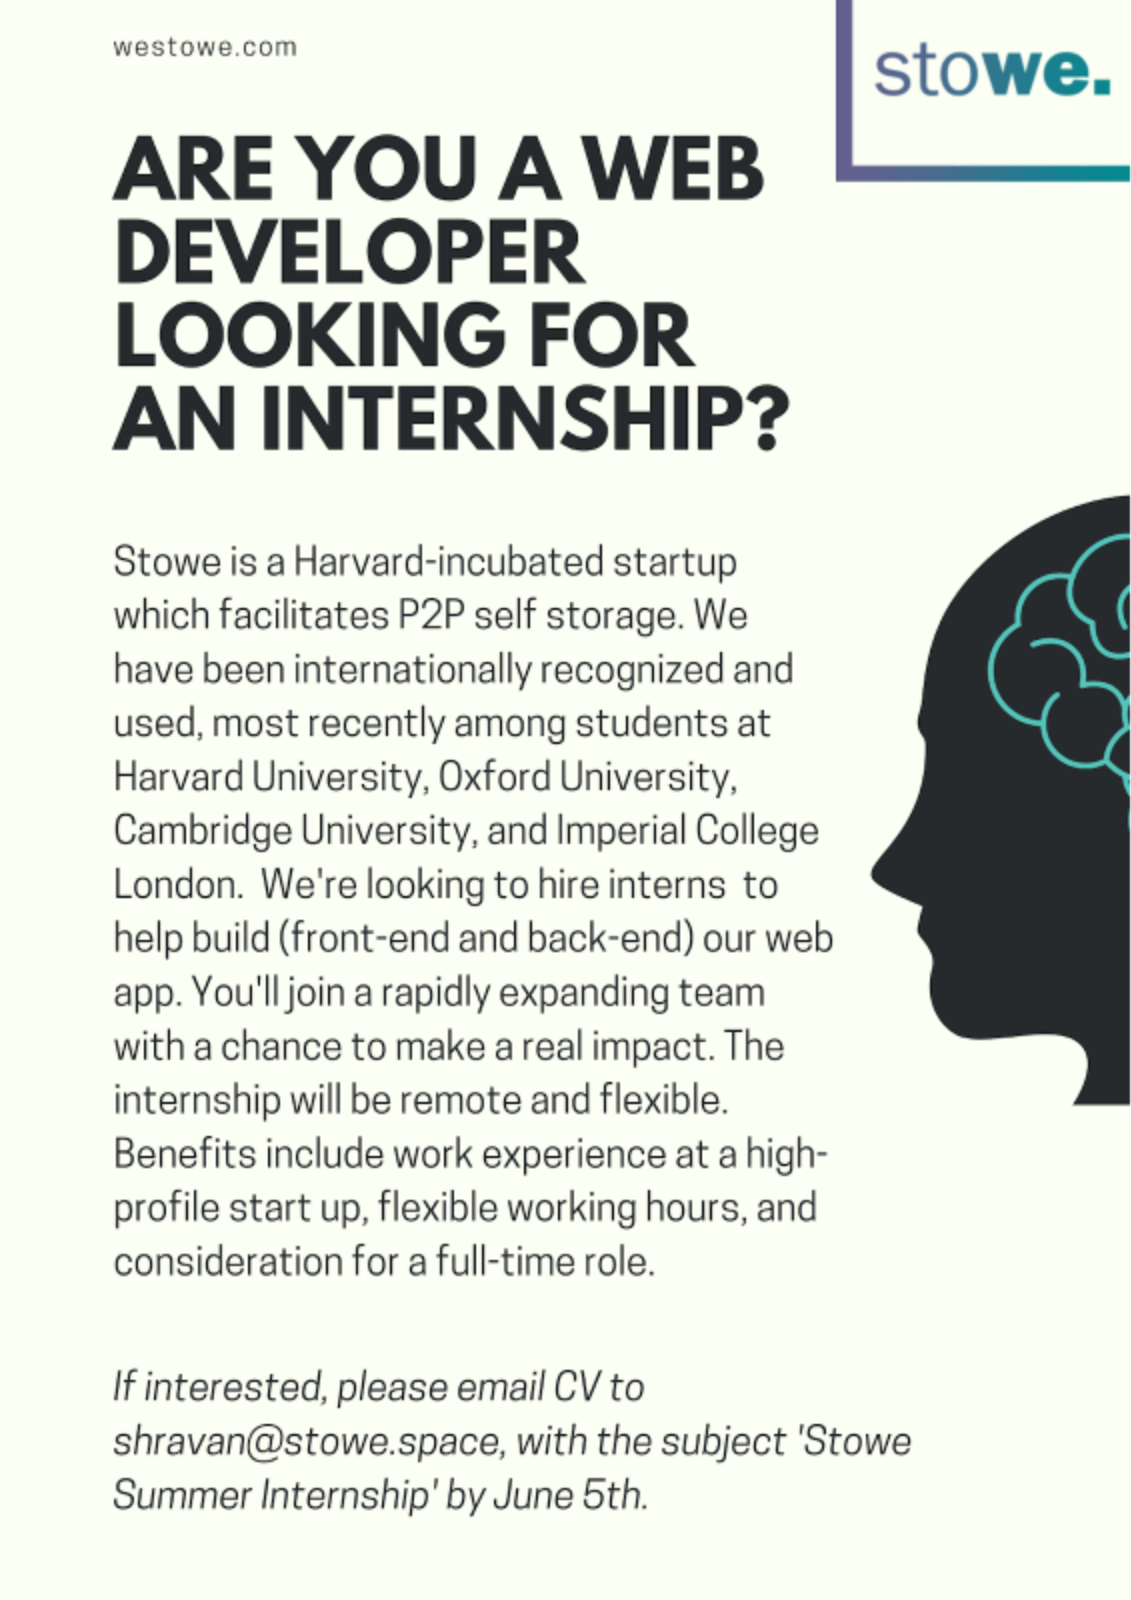 westowe.com
stowe.
ARE YOU A WEB
DEVELOPER
LOOKING FOR
AN INTERNSHIP?
Stowe is a Harvard-incubated startup
which facilitates P2P self storage. We
have been internationally recognized and
used, most recently among students at
Harvard University, Oxford University,
Cambridge University, and Imperial College
London.  We're looking to hire interns  to
help build (front-end and back-end) our web
app. You'll join a rapidly expanding team
with a chance to make a real impact. The
internship will be remote and flexible.
Benefits include work experience at a high-
profile start up, flexible working hours, and
consideration for a full-time role.
If interested, please email CV to
shravan@stowe.space, with the subject 'Stowe
Summer Internship' by June 5th.